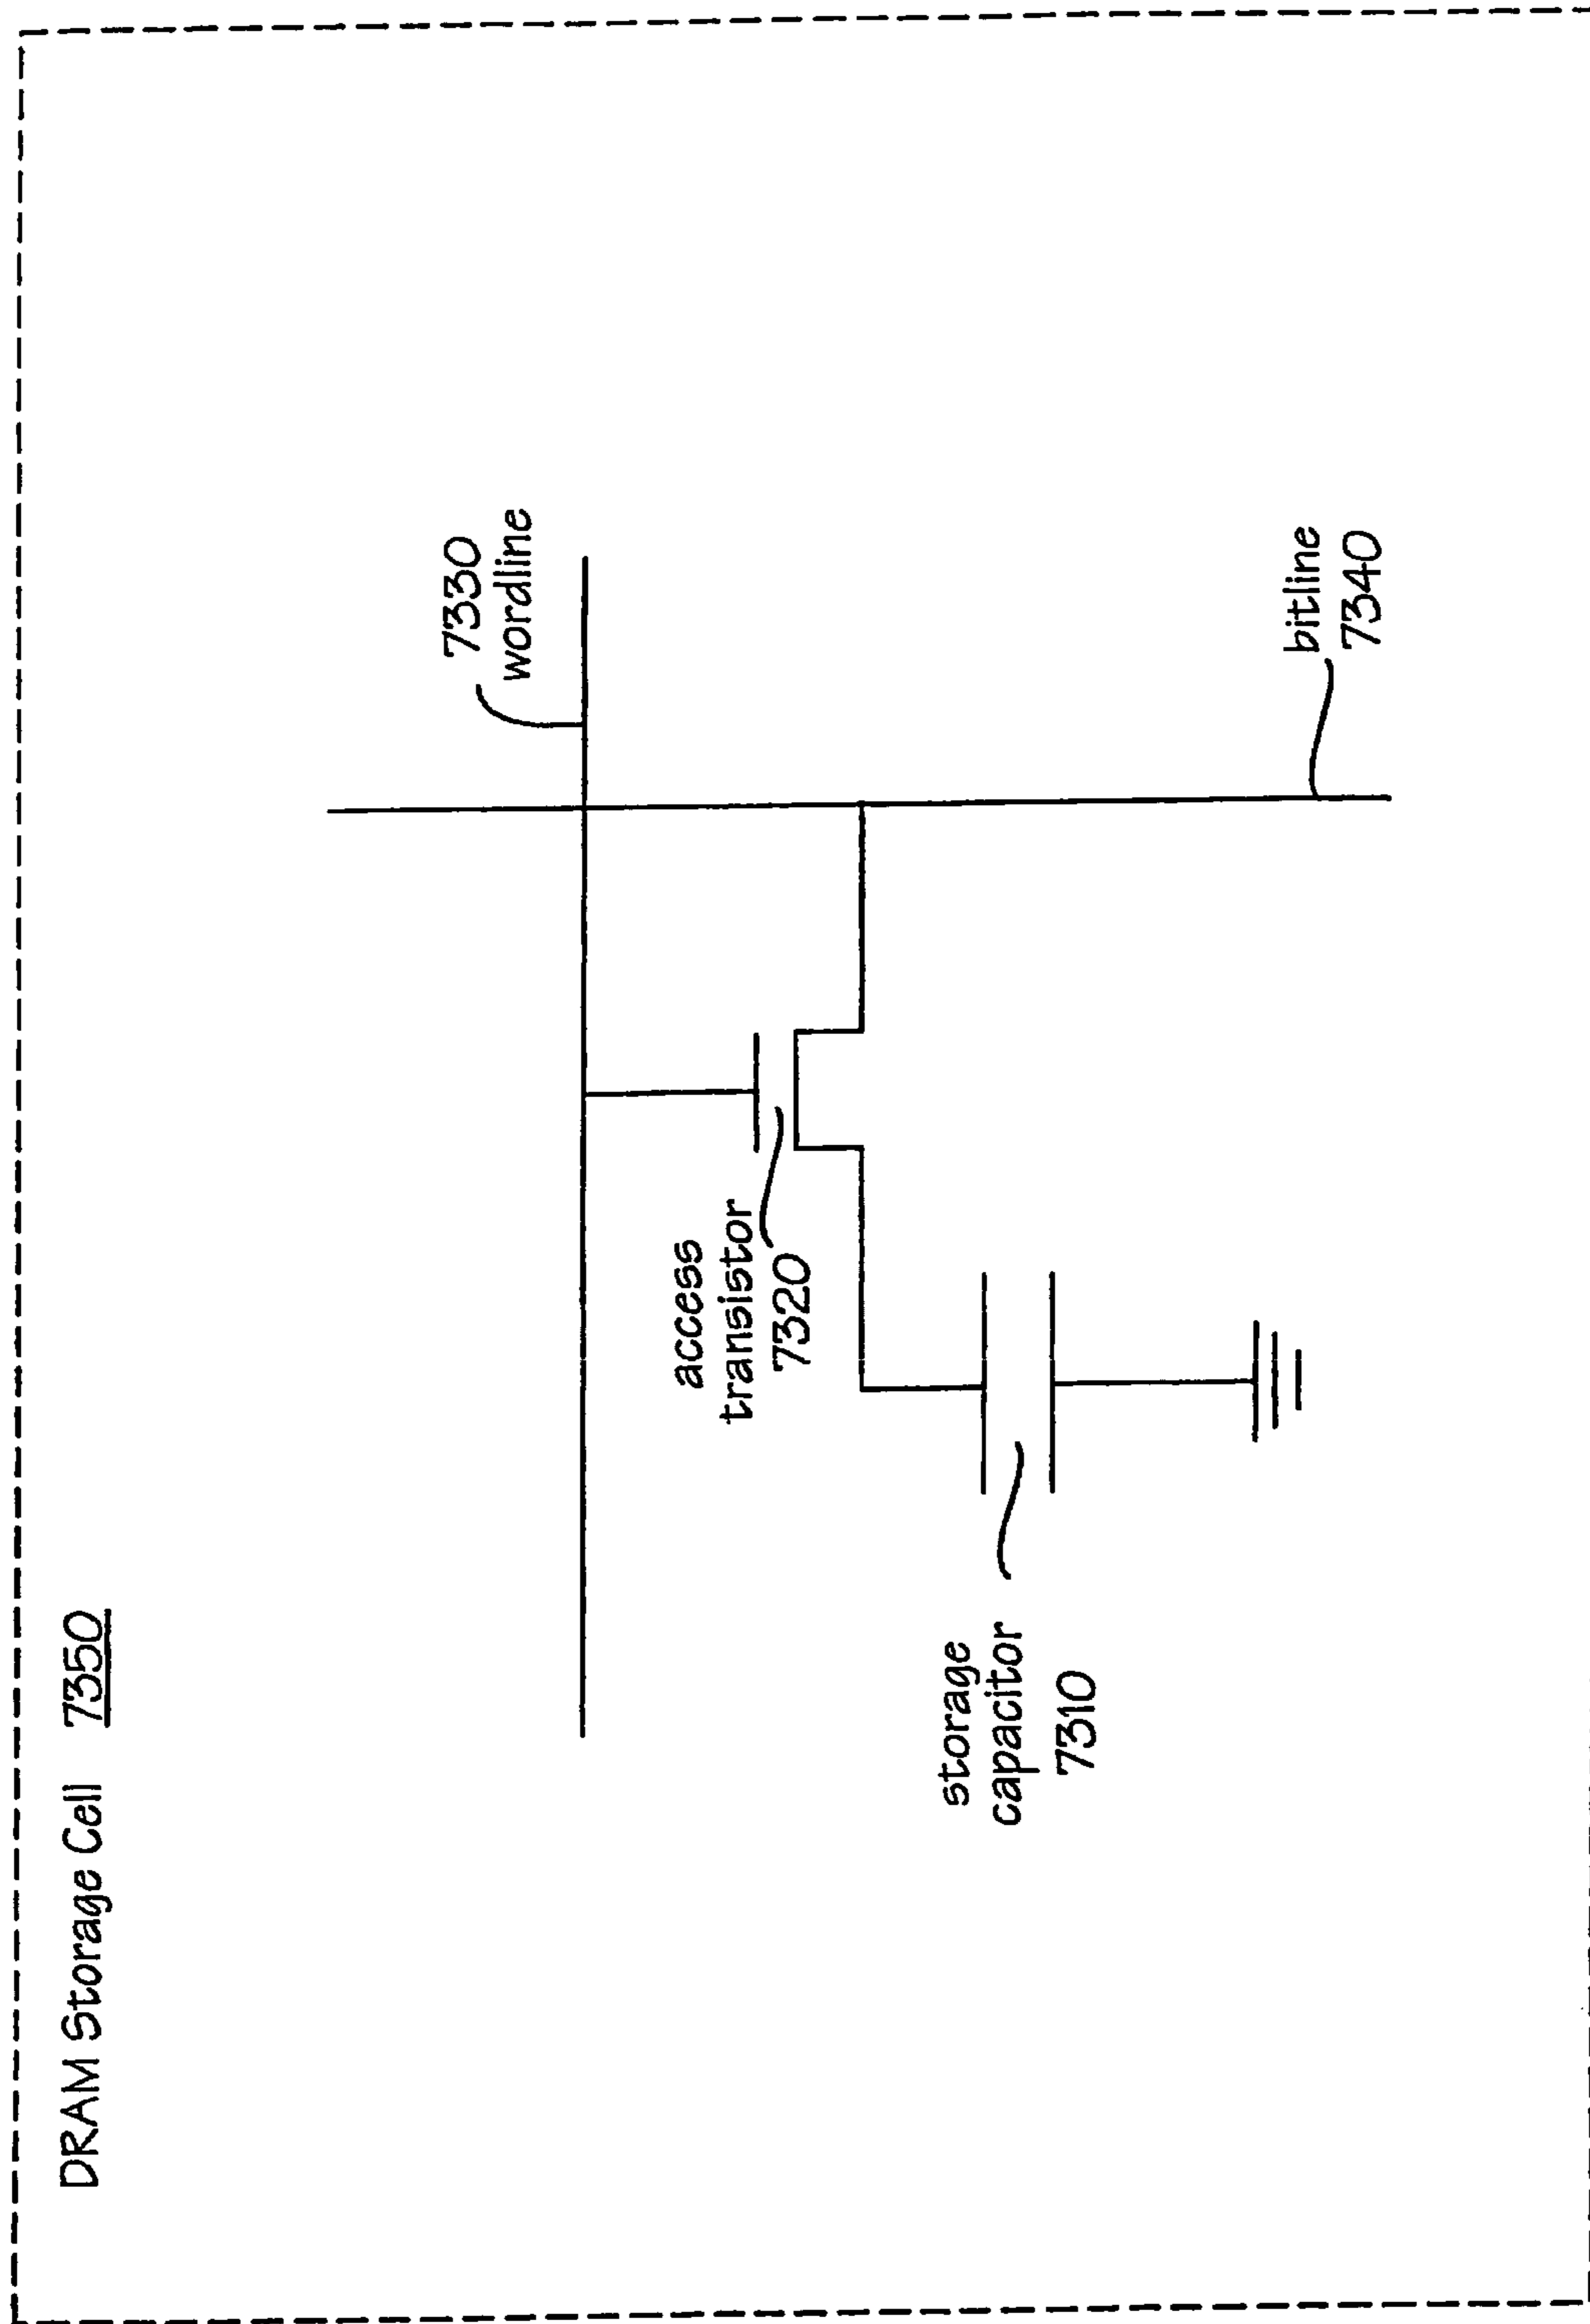 DRAM Storage Cell 7350
7330
wordline
access
transistor
7320
storage
capacitor
7310
bitline
7340